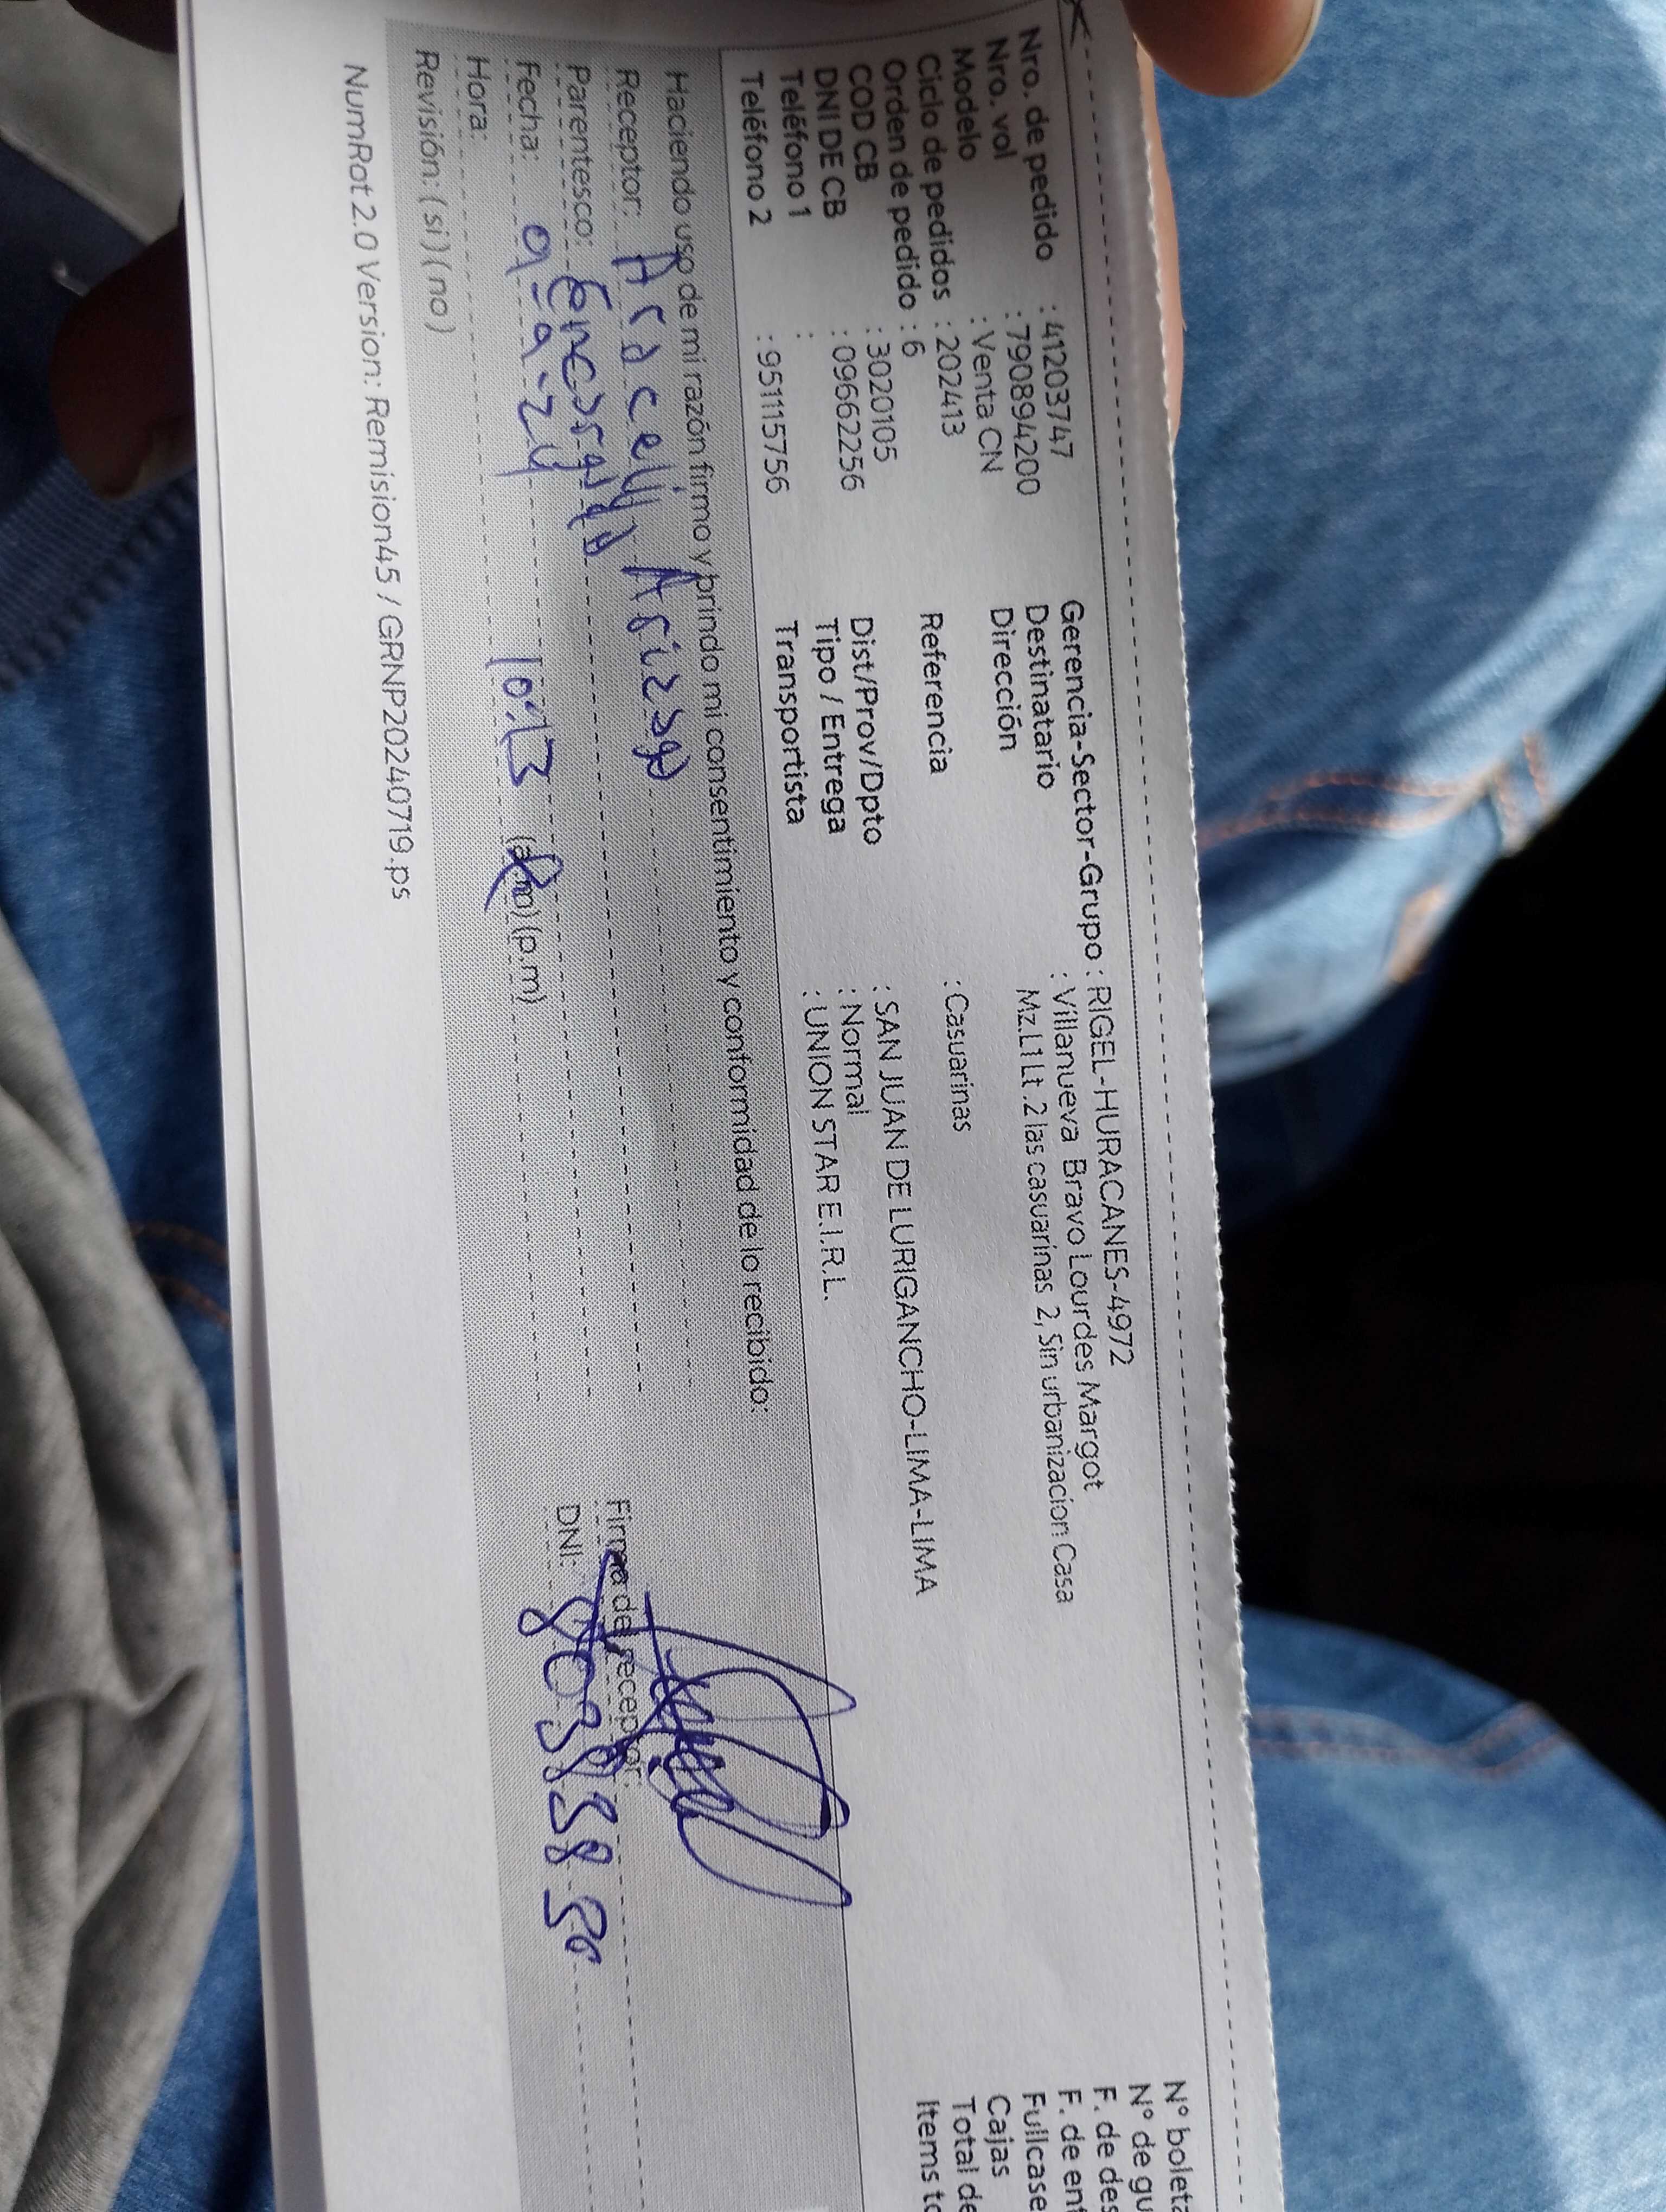 Nro. de pedido : 41203747
Nro. vol : 790894200
Modelo : Venta CN
Ciclo de pedidos : 202413
Orden de pedido : 6
COD CB : 3020105
DNI DE CB : 09662256
Teléfono 1 :
Teléfono 2 : 951115756
Gerencia-Sector-Grupo : RIGEL-HURACANES-4972
Destinatario : Villanueva Bravo Lourdes Margot
Dirección Mz.L1 Lt .2 las casuarinas 2, Sin urbanizacion Casa
Referencia : Casuarinas
Dist/Prov/Dpto : SAN JUAN DE LURIGANCHO-LIMA-LIMA
Tipo / Entrega : Normal
Transportista : UNION STAR E.I.R.L.
N° boleta
N° de gu
F. de des
F. de ent
Fullcase
Cajas
Total de
Items to
Haciendo uso de mi razón firmo y brindo mi consentimiento y conformidad de lo recibido:
Receptor: Aracelly Arizaga
Parentesco: Encargada
Fecha: 9-9-24
Hora: 10:13 (a.m)(p.m)
Revisión: (si)(no)
Firma del receptor:
DNI:
NumRot 2.0 Version: Remision45 / GRNP20240719.ps